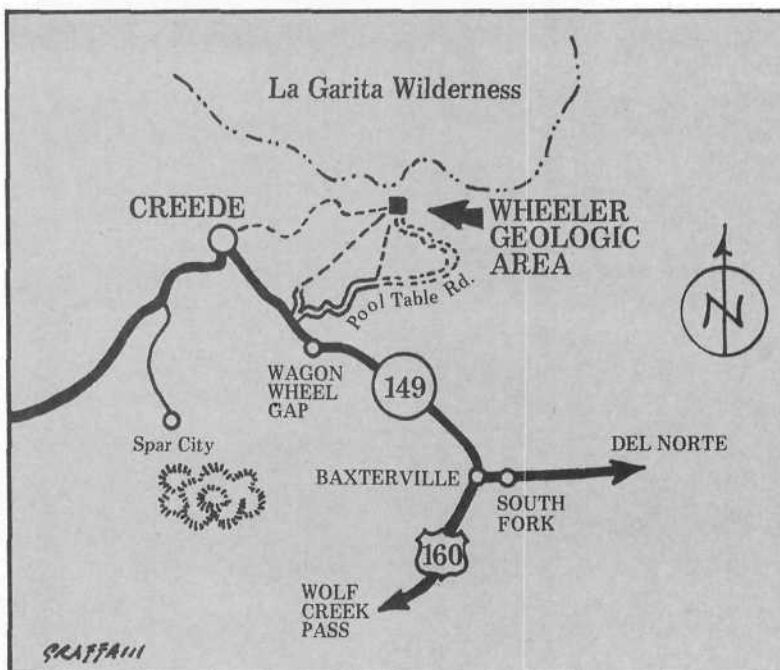 La Garita Wilderness
CREEDE
WHEELER
GEOLOGIC
AREA
Pool Table Rd.
N
WAGON
WHEEL
GAP
149
Spar City
DEL NORTE
BAXTERVILLE
SOUTH
FORK
160
WOLF
CREEK
PASS